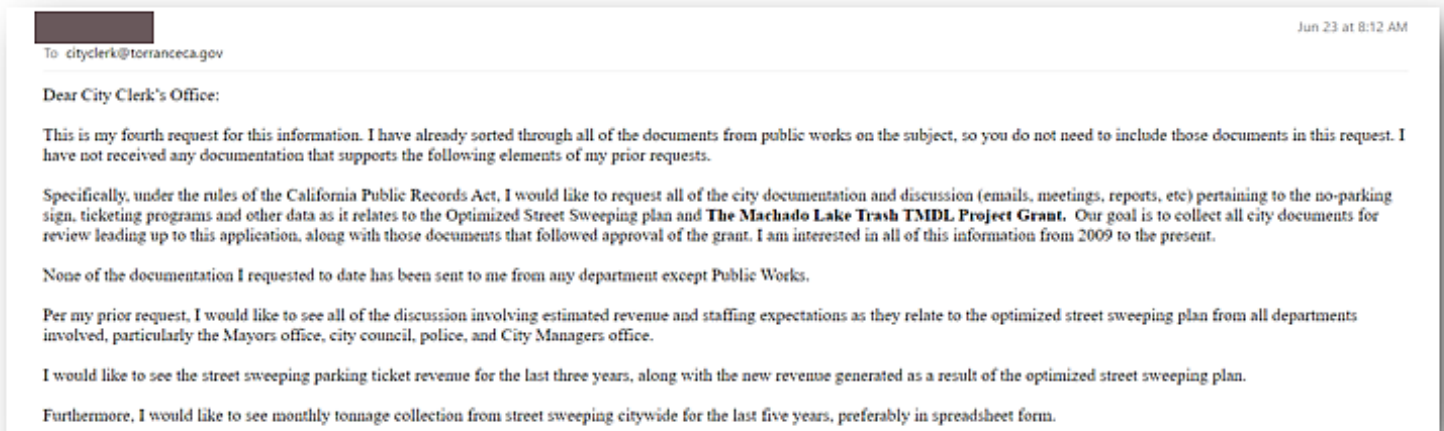 Jun 23 at 8:12 AM
To cityclerk@torranceca.gov
Dear City Clerk's Office:
This is my fourth request for this information. I have already sorted through all of the documents from public works on the subject, so you do not need to include those documents in this request. I
have not received any documentation that supports the following elements of my prior requests.
Specifically, under the rules of the California Public Records Act, I would like to request all of the city documentation and discussion (emails, meetings, reports, etc) pertaining to the no-parking
sign, ticketing programs and other data as it relates to the Optimized Street Sweeping plan and The Machado Lake Trash TMDL Project Grant. Our goal is to collect all city documents for
review leading up to this application, along with those documents that followed approval of the grant. I am interested in all of this information from 2009 to the present.
None of the documentation I requested to date has been sent to me from any department except Public Works.
Per my prior request, I would like to see all of the discussion involving estimated revenue and staffing expectations as they relate to the optimized street sweeping plan from all departments
involved, particularly the Mayors office, city council, police, and City Managers office.
I would like to see the street sweeping parking ticket revenue for the last three years, along with the new revenue generated as a result of the optimized street sweeping plan.
Furthermore, I would like to see monthly tonnage collection from street sweeping citywide for the last five years, preferably in spreadsheet form.